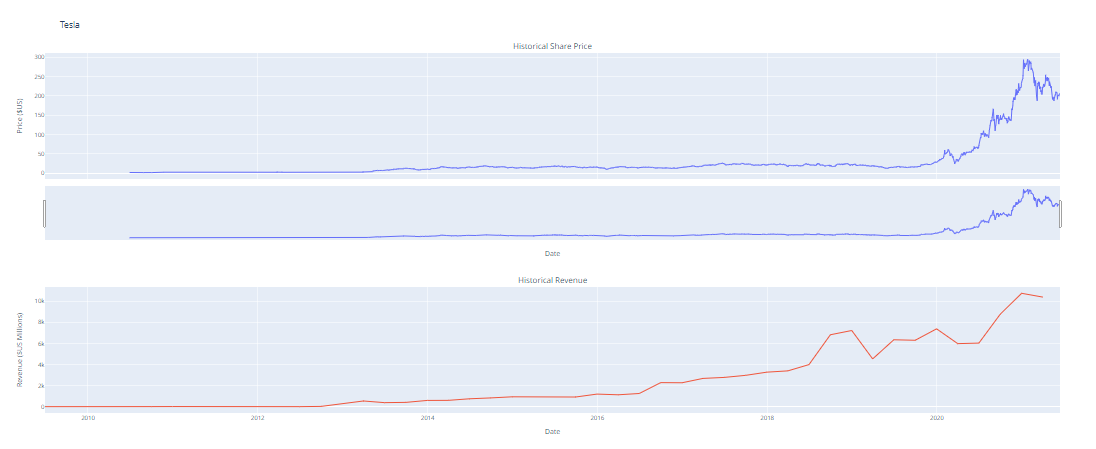 Tesla
Historical Share Price
300
250
200
150
100
50
0
Price ($US)
Date
Historical Revenue
10k
8k
6k
4k
2k
0
Revenue ($US Millions)
2010 2012 2014 2016 2018 2020
Date